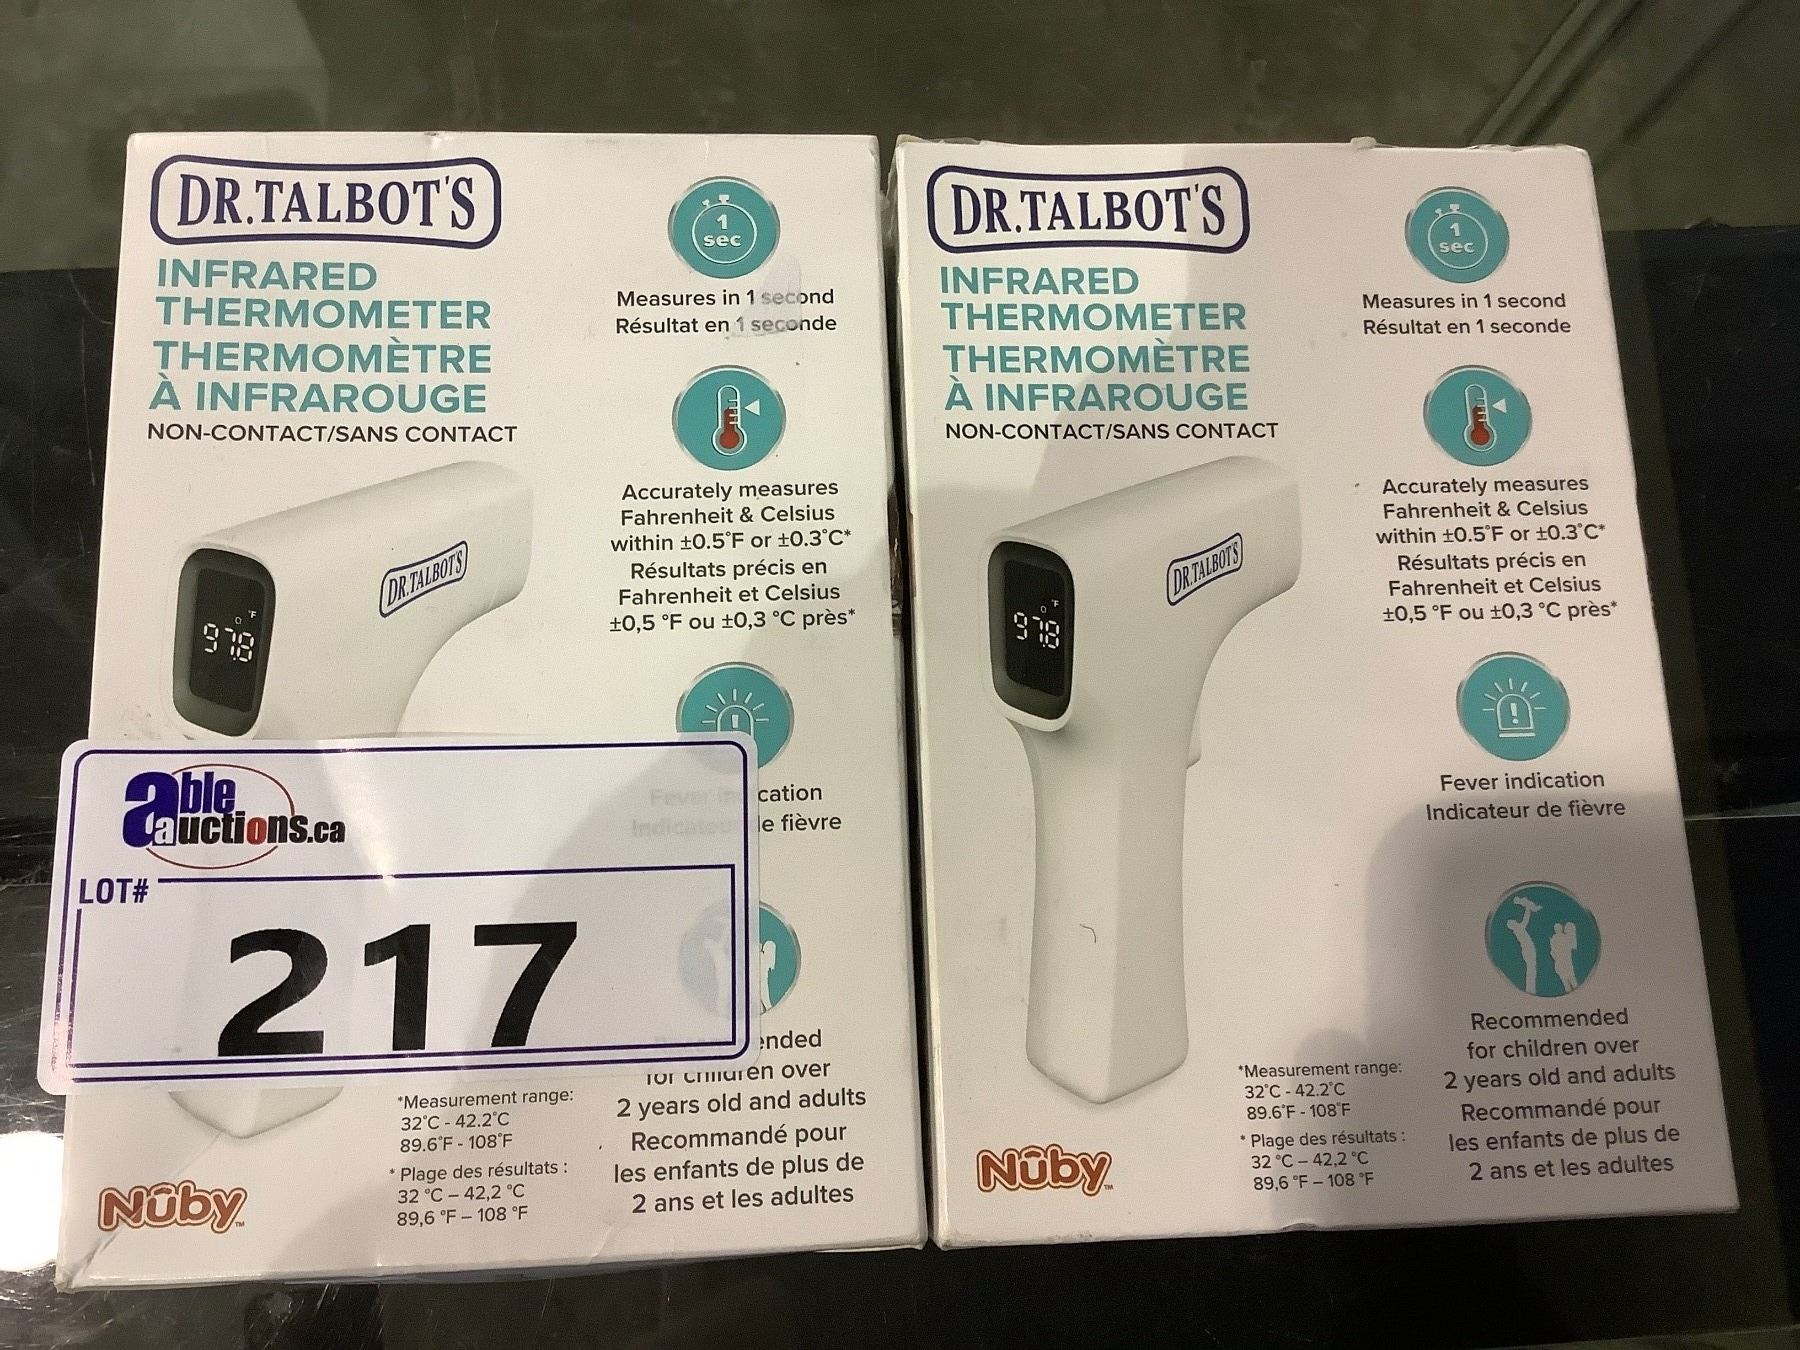 DR.TALBOT'S
INFRARED
THERMOMETER
THERMOMÈTRE
À INFRAROUGE
NON-CONTACT/SANS CONTACT
1
sec
Measures in 1 second
Résultat en 1 seconde
Accurately measures
Fahrenheit & Celsius
within ±0.5°F or ±0.3°C*
Résultats précis en
Fahrenheit et Celsius
±0,5 °F ou ±0,3 °C près*
DR.TALBOT'S
°F
97.8
Fever indication
Indicateur de fièvre
able
auctions.ca
LOT#
217
for children over
2 years old and adults
Recommandé pour
les enfants de plus de
2 ans et les adultes
*Measurement range:
32°C - 42.2°C
89.6°F - 108°F
* Plage des résultats :
32 °C – 42,2 °C
89,6 °F – 108 °F
Nûby™
DR.TALBOT'S
INFRARED
THERMOMETER
THERMOMÈTRE
À INFRAROUGE
NON-CONTACT/SANS CONTACT
1
sec
Measures in 1 second
Résultat en 1 seconde
Accurately measures
Fahrenheit & Celsius
within ±0.5°F or ±0.3°C*
Résultats précis en
Fahrenheit et Celsius
±0,5 °F ou ±0,3 °C près*
DR.TALBOT'S
°F
97.8
Fever indication
Indicateur de fièvre
Recommended
for children over
2 years old and adults
Recommandé pour
les enfants de plus de
2 ans et les adultes
*Measurement range:
32°C - 42.2°C
89.6°F - 108°F
* Plage des résultats :
32 °C – 42,2 °C
89,6 °F – 108 °F
Nûby™